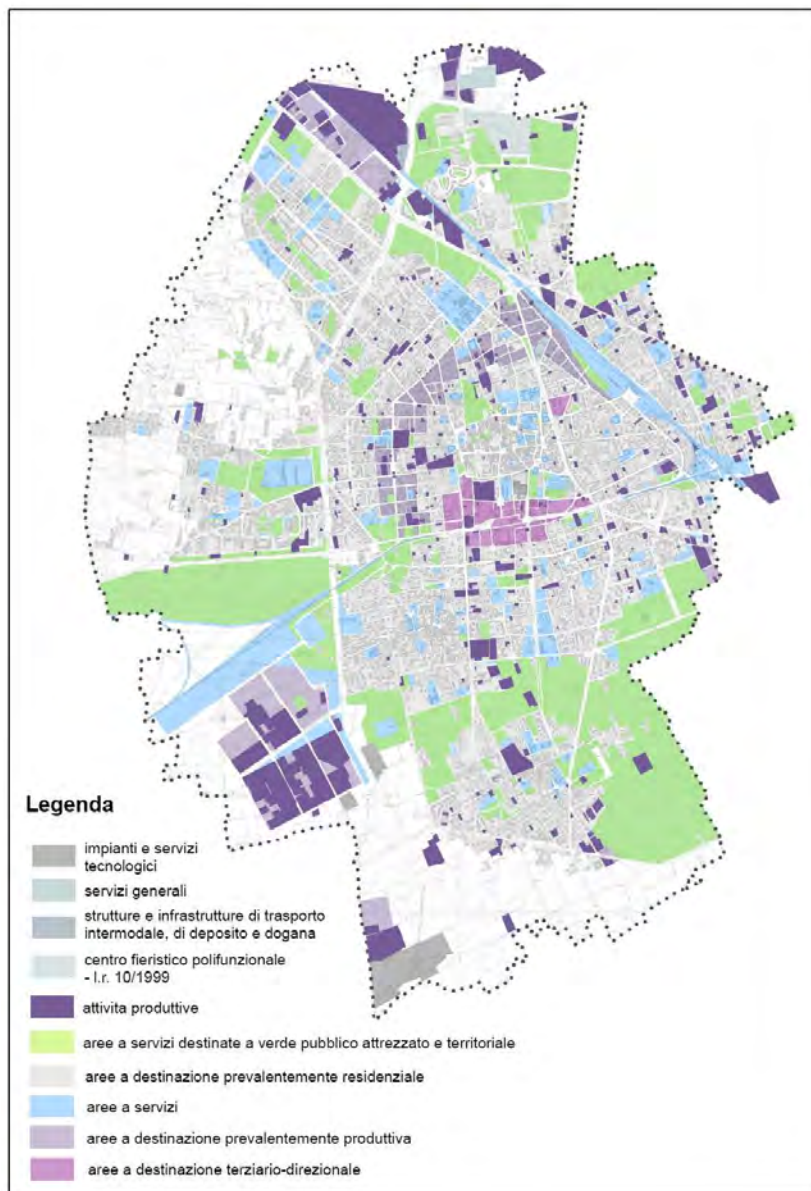 Legenda
impianti e servizi
tecnologici
servizi generali
strutture e infrastrutture di trasporto
intermodale, di deposito e dogana
centro fieristico polifunzionale
- l.r. 10/1999
attivita produttive
aree a servizi destinate a verde pubblico attrezzato e territoriale
aree a destinazione prevalentemente residenziale
aree a servizi
aree a destinazione prevalentemente produttiva
aree a destinazione terziario-direzionale